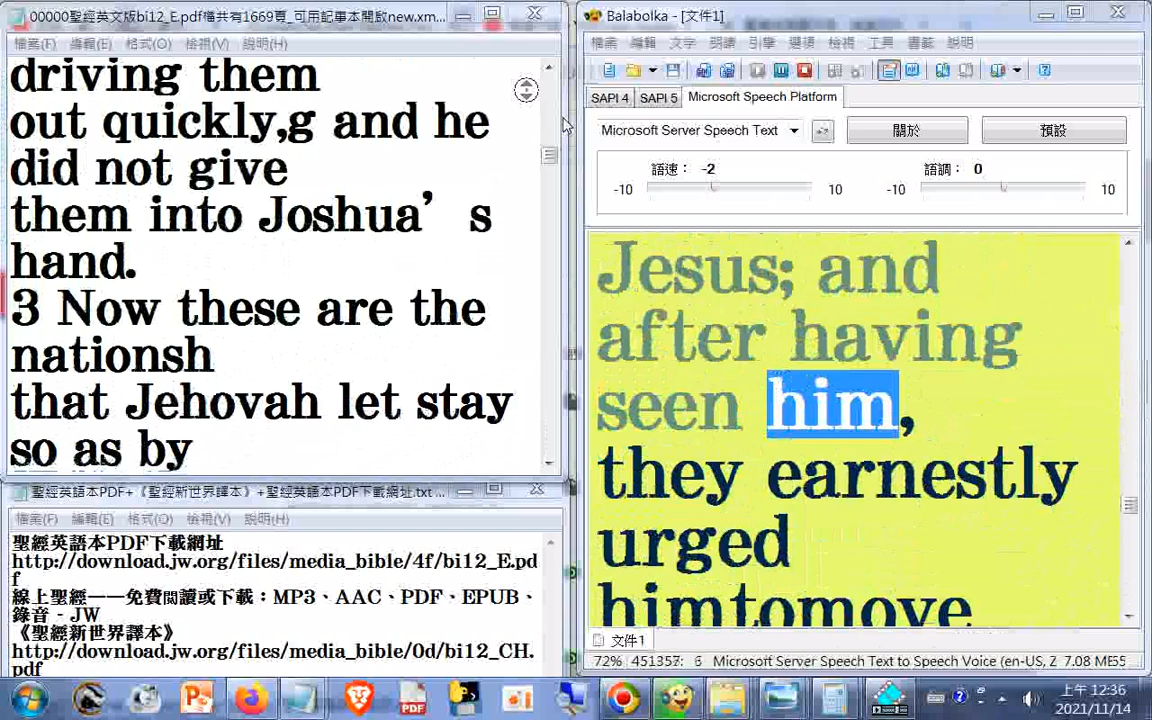 00000聖經英文版bi12_E.pdf檔共有1669頁_可用記事本開啟new.xm...
檔案(F) 編輯(E) 格式(O) 檢視(V) 說明(H)
driving them
out quickly,g and he
did not give
them into Joshua’s
hand.
3 Now these are the
nationsh
that Jehovah let stay
so as by
聖經英語本PDF+《聖經新世界譯本》+聖經英語本PDF下載網址.txt ...
檔案(F) 編輯(E) 格式(O) 檢視(V) 說明(H)
聖經英語本PDF下載網址
http://download.jw.org/files/media_bible/4f/bi12_E.pd
f
線上聖經——免費閱讀或下載：MP3、AAC、PDF、EPUB、
錄音 - JW
《聖經新世界譯本》
http://download.jw.org/files/media_bible/0d/bi12_CH.
pdf
Balabolka - [文件1]
檔案 編輯 文字 朗讀 引擎 選項 檢視 工具 書籤 說明
SAPI 4 SAPI 5 Microsoft Speech Platform
Microsoft Server Speech Text 關於 預設
語速： -2 語調： 0
-10 10 -10 10
Jesus; and
after having
seen him,
they earnestly
urged
himtomove
文件1
72% 451357: 6 Microsoft Server Speech Text to Speech Voice (en-US, Z 7.08 ME55
上午 12:36
2021/11/14